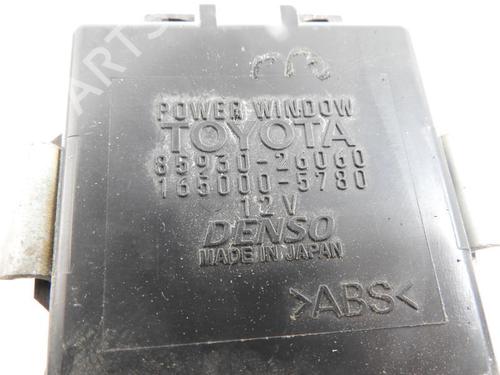 POWER WINDOW
TOYOTA
85930-26060
165000-5780
12V
DENSO
MADE IN JAPAN
>ABS<